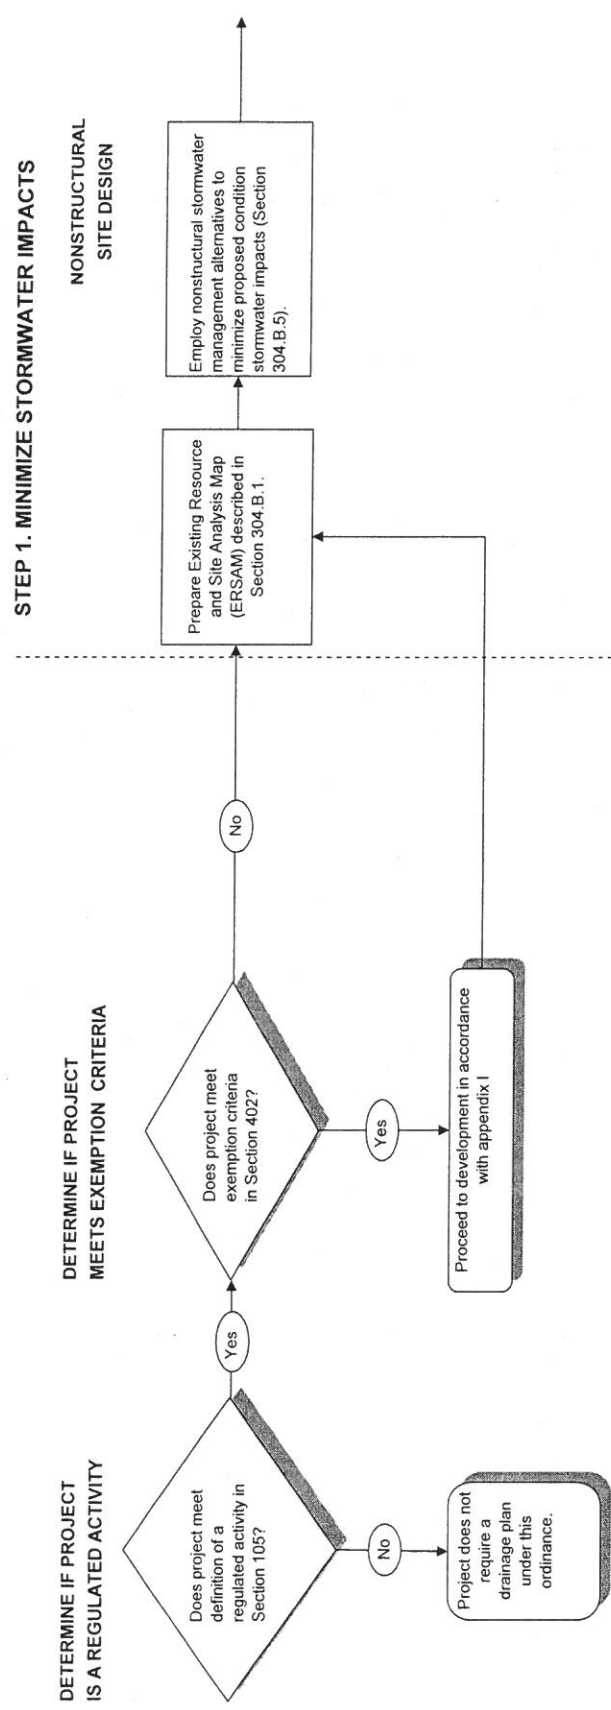 STEP 1. MINIMIZE STORMWATER IMPACTS
DETERMINE IF PROJECT
IS A REGULATED ACTIVITY
DETERMINE IF PROJECT
MEETS EXEMPTION CRITERIA
NONSTRUCTURAL
SITE DESIGN
Does project meet
definition of a
regulated activity in
Section 105?
Yes
No
Project does not
require a
drainage plan
under this
ordinance.
Does project meet
exemption criteria
in Section 402?
No
Yes
Proceed to development in accordance
with appendix I
Prepare Existing Resource
and Site Analysis Map
(ERSAM) described in
Section 304.B.1.
Employ nonstructural stormwater
management alternatives to
minimize proposed condition
stormwater impacts (Section
304.B.5).